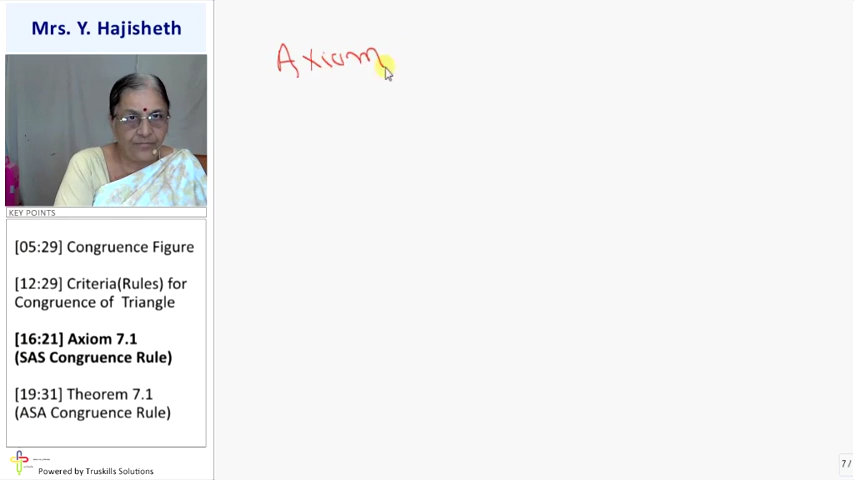 Mrs. Y. Hajisheth
Axiom
KEY POINTS
[05:29] Congruence Figure
[12:29] Criteria(Rules) for
Congruence of Triangle
[16:21] Axiom 7.1
(SAS Congruence Rule)
[19:31] Theorem 7.1
(ASA Congruence Rule)
Powered by Truskills Solutions
7/